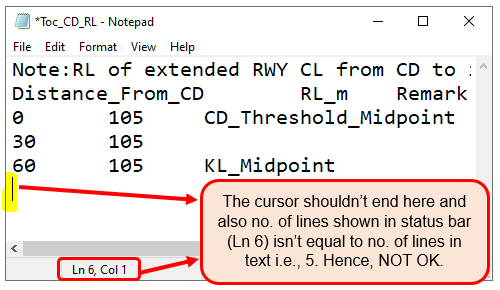 *Toc_CD_RL - Notepad
File Edit Format View Help
Note:RL of extended RWY CL from CD to
Distance_From_CD RL_m Remark
0 105 CD_Threshold_Midpoint
30 105
60 105 KL_Midpoint
The cursor shouldn't end here and
also no. of lines shown in status bar
(Ln 6) isn't equal to no. of lines in
text i.e., 5. Hence, NOT OK.
Ln 6, Col 1